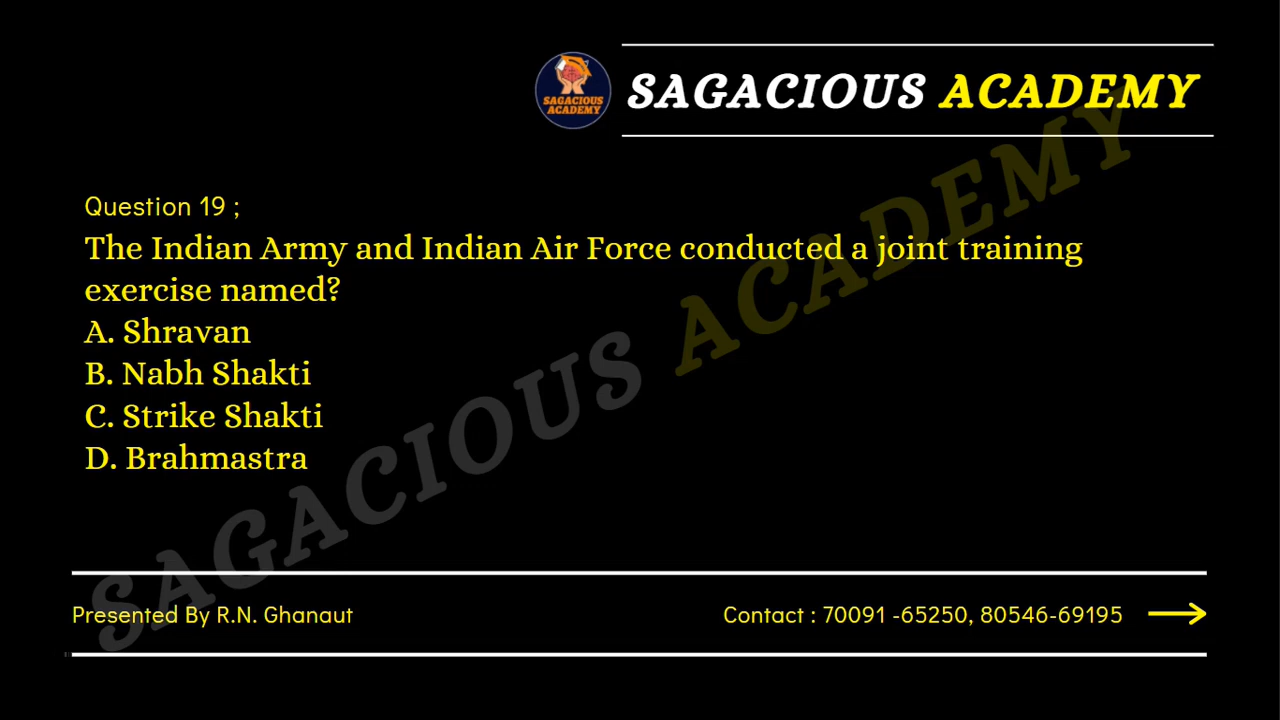 SAGACIOUS ACADEMY
SAGACIOUS
ACADEMY
Question 19 ;
The Indian Army and Indian Air Force conducted a joint training
exercise named?
A. Shravan
B. Nabh Shakti
C. Strike Shakti
D. Brahmastra
SAGACIOUS ACADEMY
Presented By R.N. Ghanaut
Contact : 70091 -65250, 80546-69195